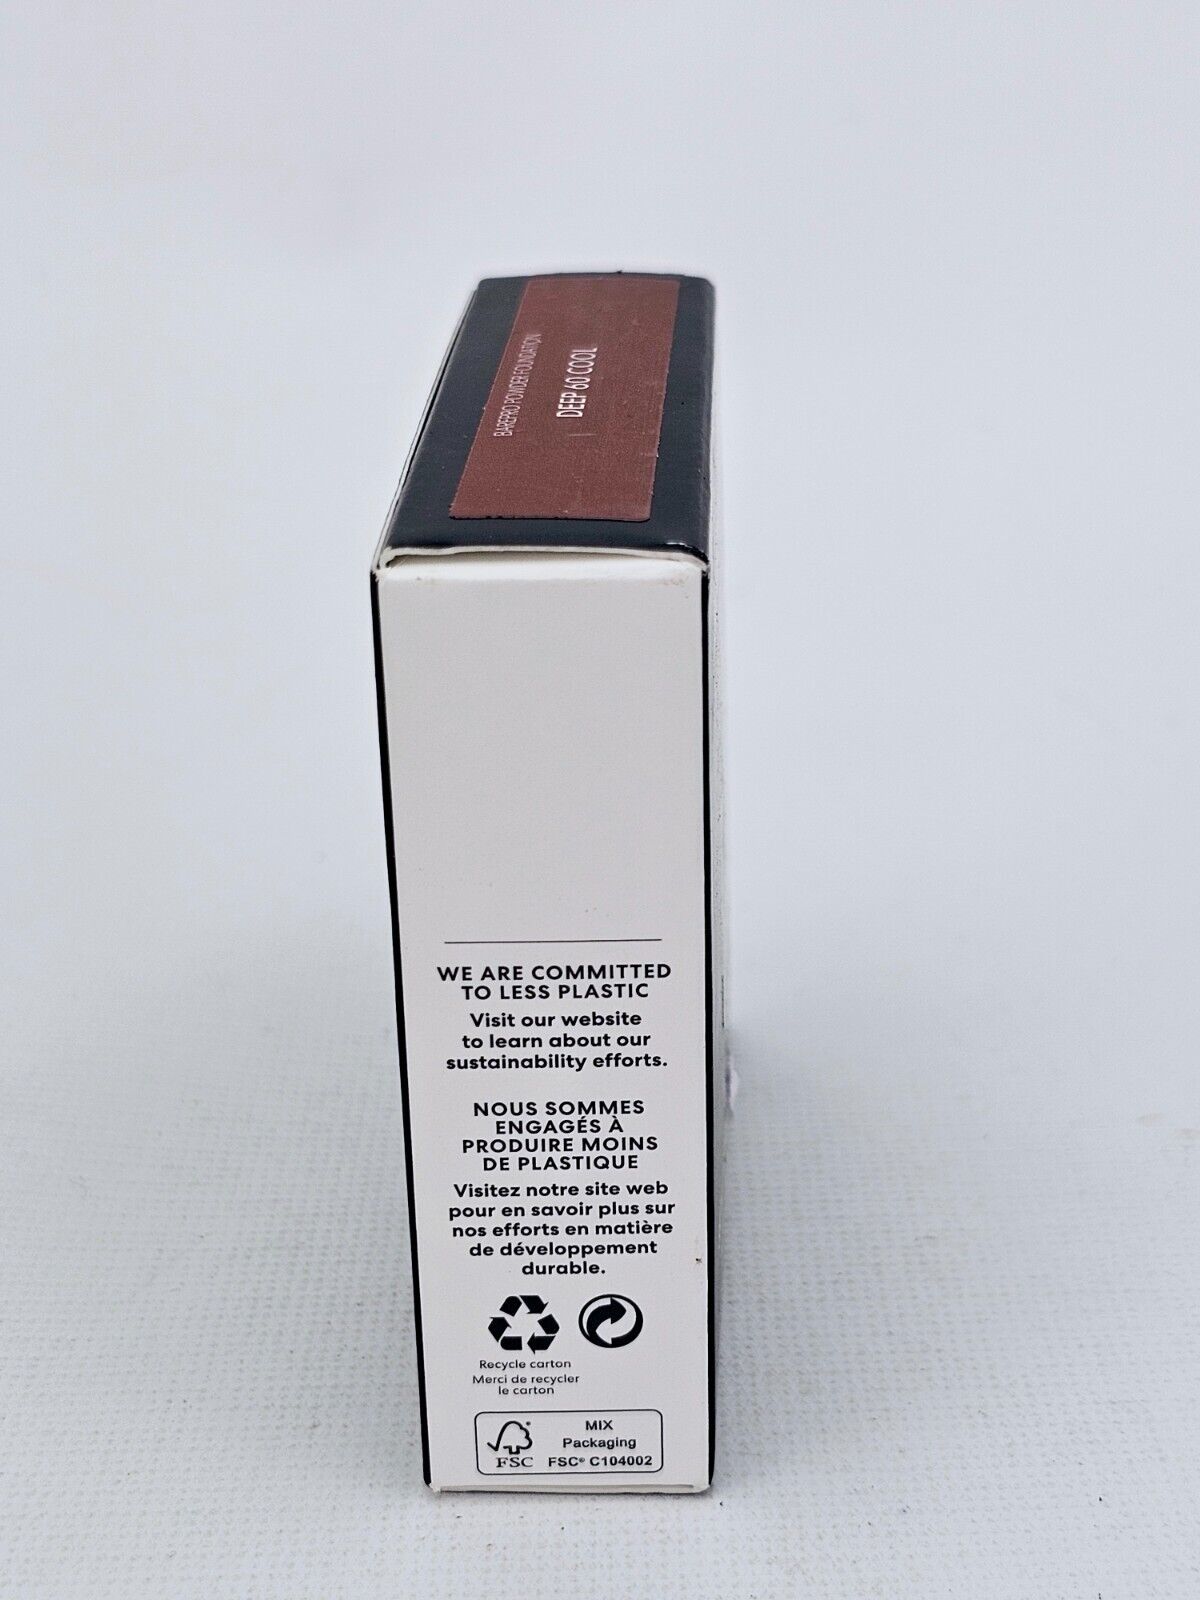 BAREPRO POWDER FOUNDATION
DEEP 60 COOL
WE ARE COMMITTED
TO LESS PLASTIC
Visit our website
to learn about our
sustainability efforts.
NOUS SOMMES
ENGAGÉS À
PRODUIRE MOINS
DE PLASTIQUE
Visitez notre site web
pour en savoir plus sur
nos efforts en matière
de développement
durable.
Recycle carton
Merci de recycler
le carton
MIX
Packaging
FSC FSC® C104002